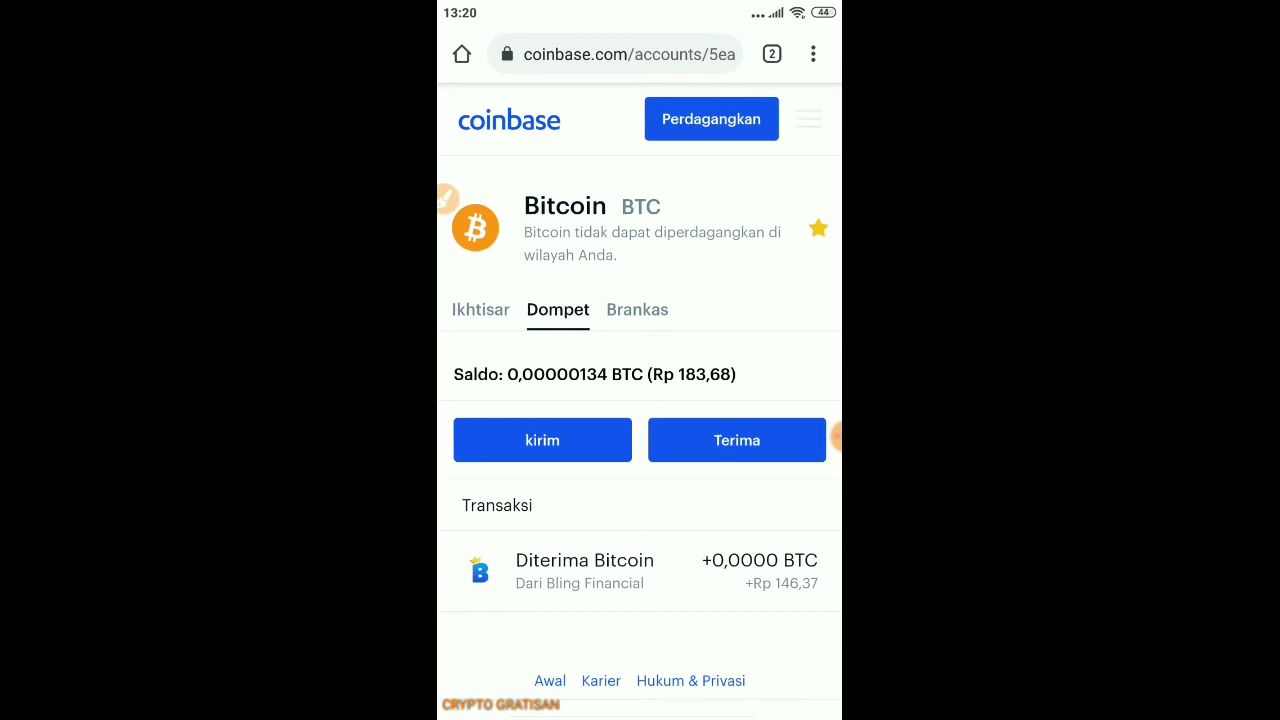 13:20
44
coinbase.com/accounts/5ea
2
coinbase
Perdagangkan
Bitcoin BTC
Bitcoin tidak dapat diperdagangkan di
wilayah Anda.
Ikhtisar Dompet Brankas
Saldo: 0,00000134 BTC (Rp 183,68)
kirim
Terima
Transaksi
Diterima Bitcoin +0,0000 BTC
Dari Bling Financial +Rp 146,37
Awal Karier Hukum & Privasi
CRYPTO GRATISAN